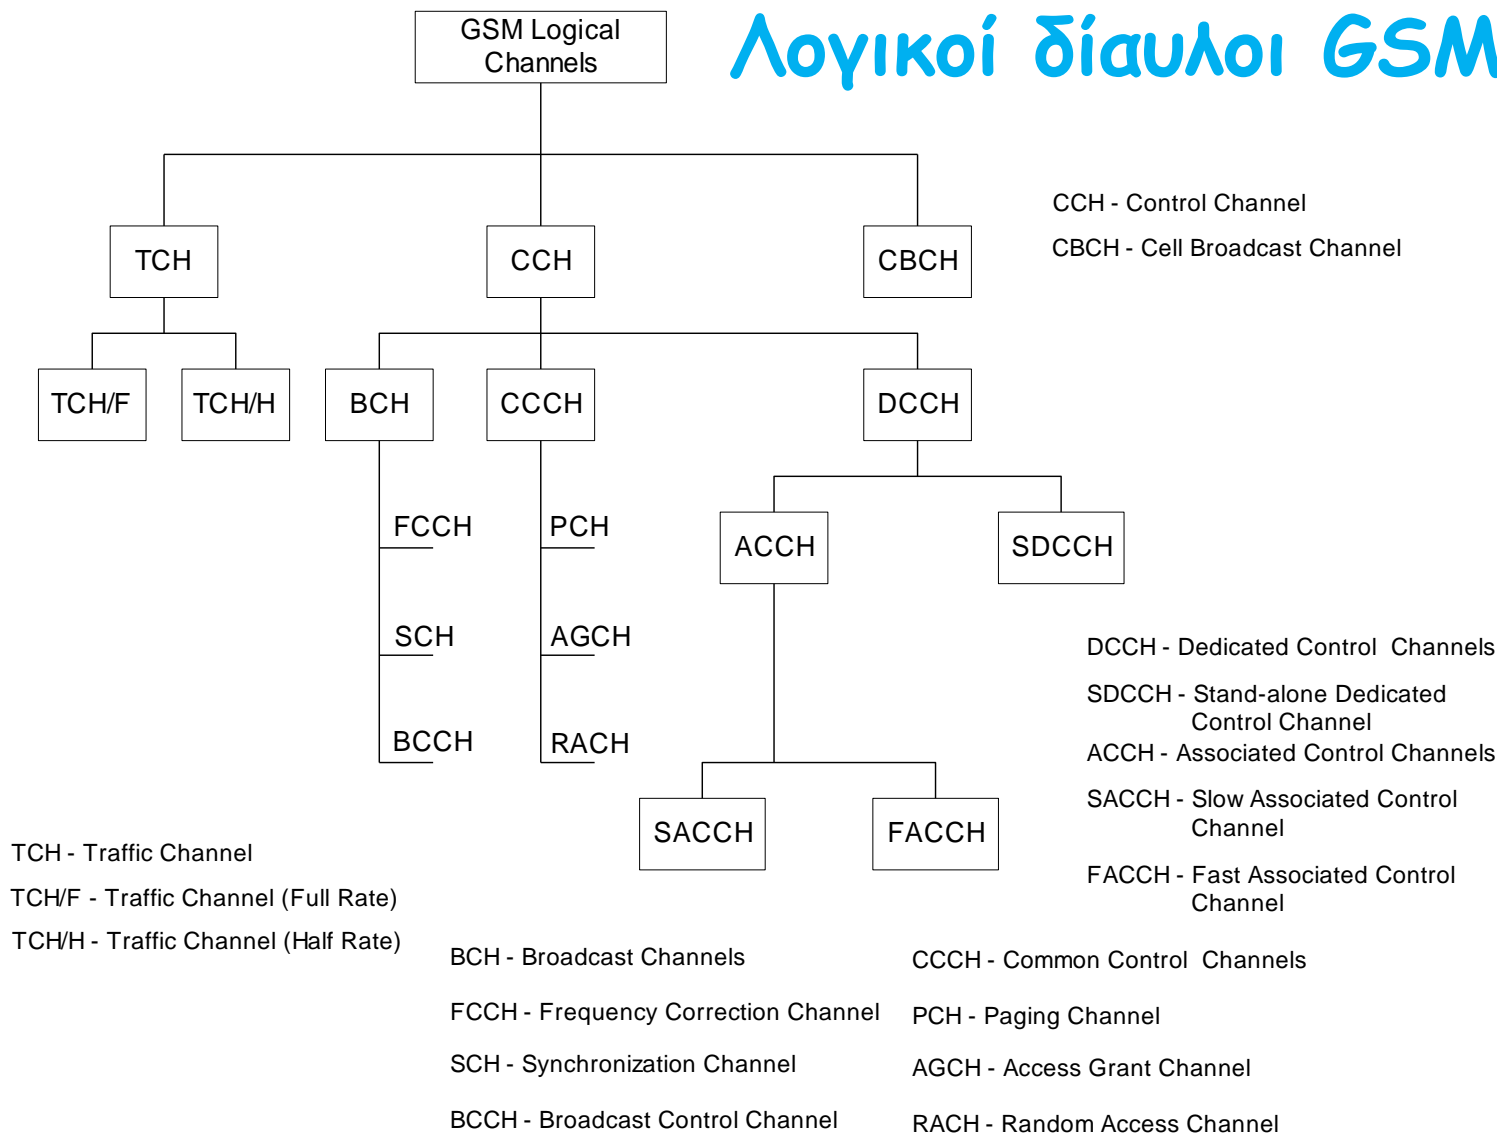 GSM Logical
Channels
Λογικοί δίαυλοι GSM
CCH - Control Channel
CBCH - Cell Broadcast Channel
TCH
CCH
CBCH
TCH/F
TCH/H
BCH
CCCH
DCCH
FCCH
PCH
ACCH
SDCCH
SCH
AGCH
BCCH
RACH
DCCH - Dedicated Control Channels
SDCCH - Stand-alone Dedicated
Control Channel
ACCH - Associated Control Channels
SACCH - Slow Associated Control
Channel
FACCH - Fast Associated Control
Channel
SACCH
FACCH
TCH - Traffic Channel
TCH/F - Traffic Channel (Full Rate)
TCH/H - Traffic Channel (Half Rate)
BCH - Broadcast Channels
FCCH - Frequency Correction Channel
SCH - Synchronization Channel
BCCH - Broadcast Control Channel
CCCH - Common Control Channels
PCH - Paging Channel
AGCH - Access Grant Channel
RACH - Random Access Channel